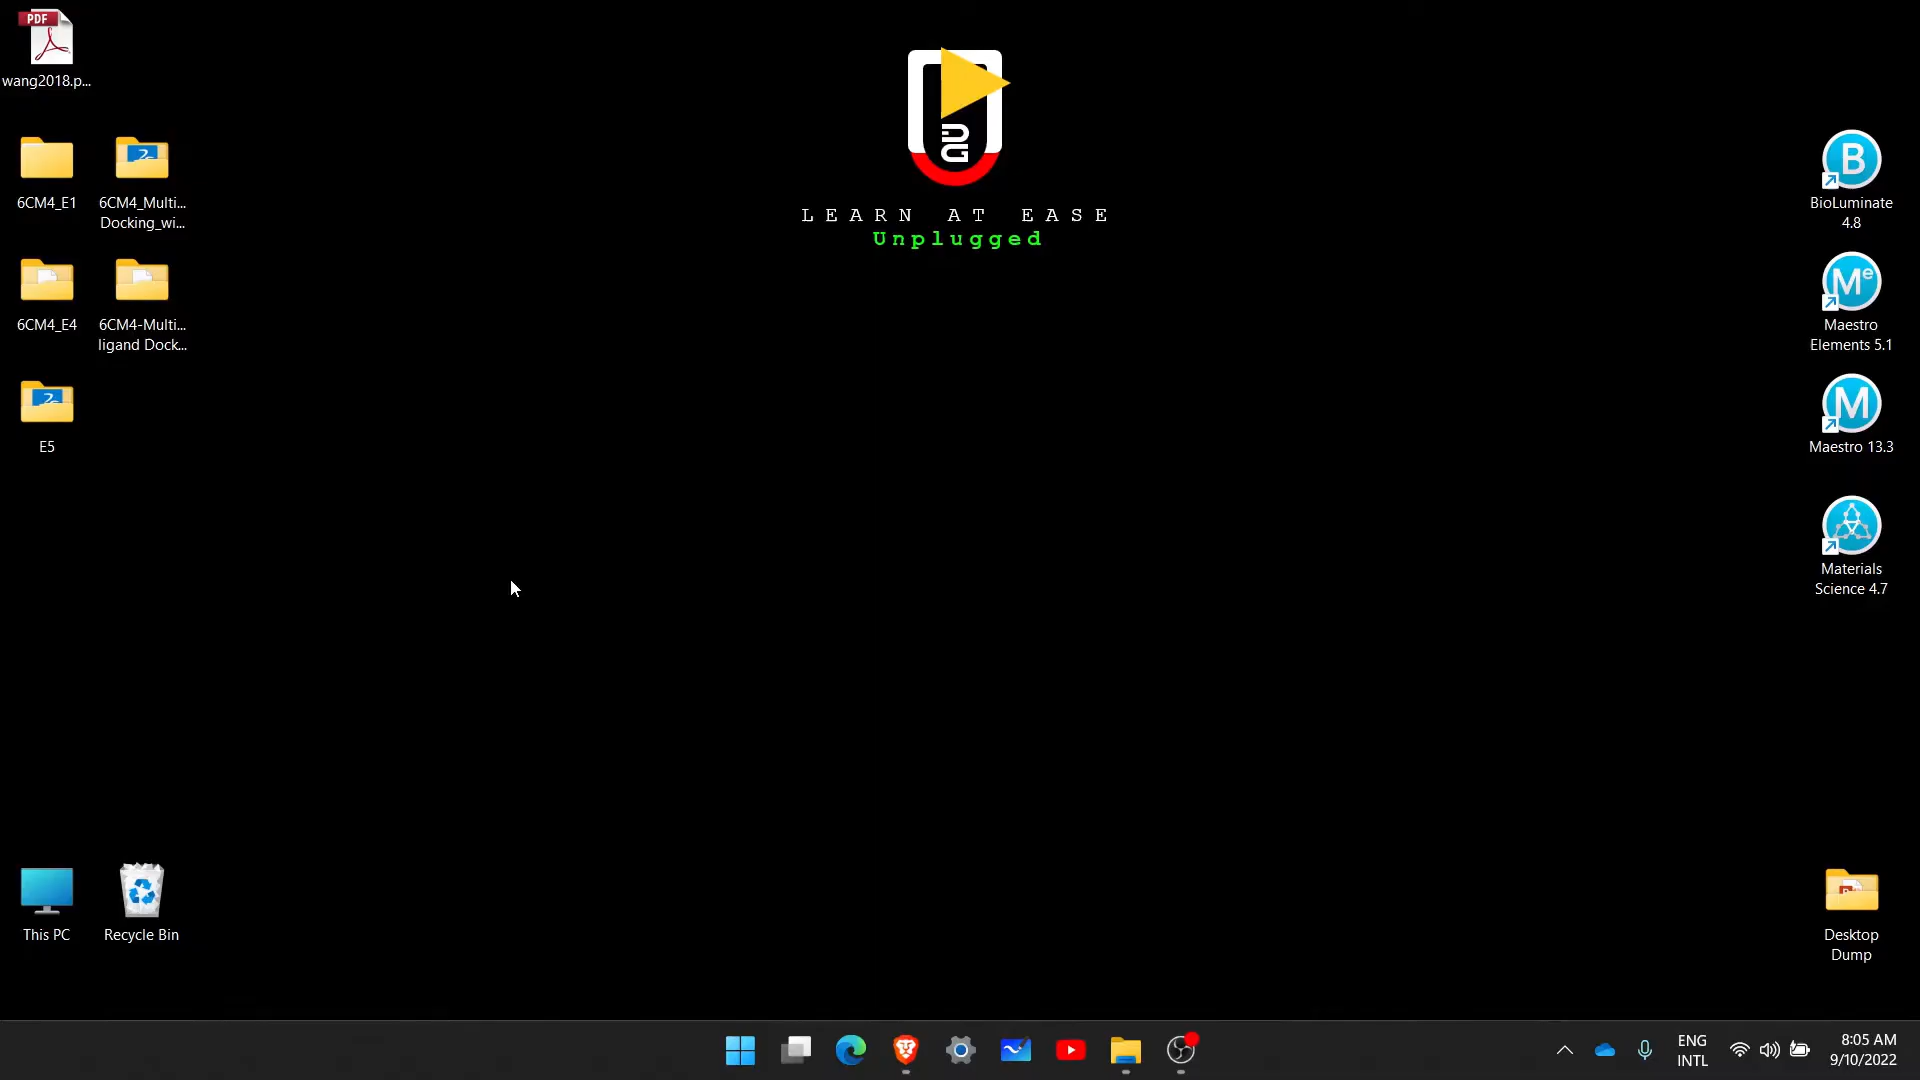 PDF
wang2018.p...
6CM4_E1
6CM4_Multi...
Docking_wi...
6CM4_E4
6CM4-Multi...
ligand Dock...
E5
This PC
Recycle Bin
LEARN AT EASE
Unplugged
B
BioLuminate
4.8
Me
Maestro
Elements 5.1
M
Maestro 13.3
Materials
Science 4.7
Desktop
Dump
ENG
INTL
8:05 AM
9/10/2022